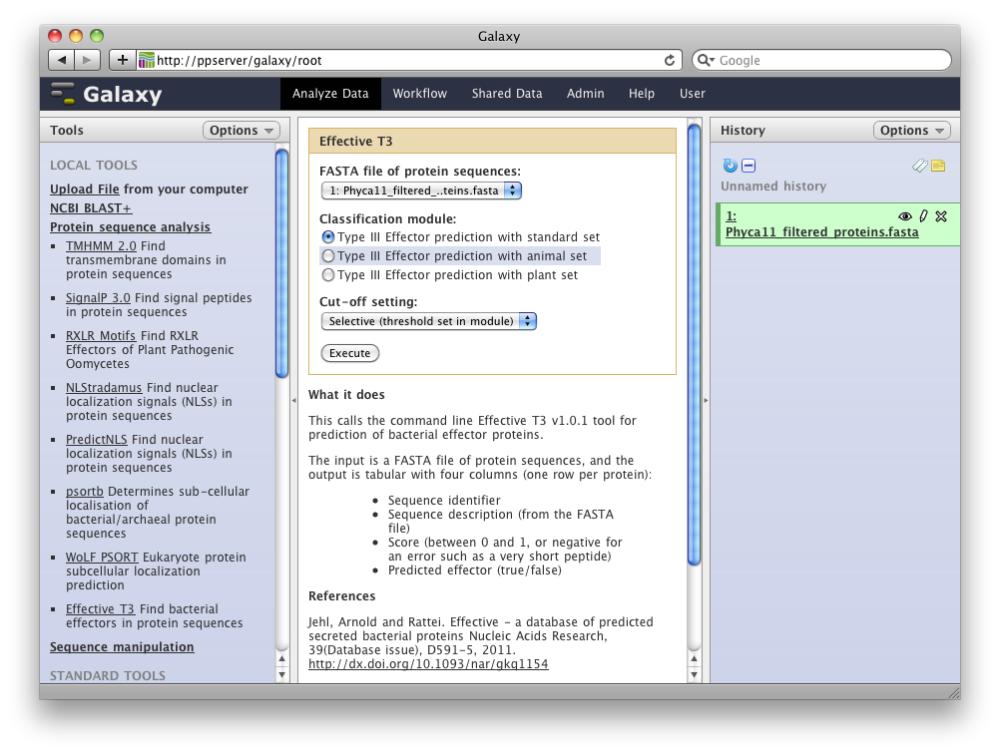 Galaxy
http://ppserver/galaxy/root
Google
Galaxy
Analyze Data
Workflow
Shared Data
Admin
Help
User
Tools
Options
LOCAL TOOLS
Upload File from your computer
NCBI BLAST+
Protein sequence analysis
TMHMM 2.0 Find
transmembrane domains in
protein sequences
SignalP 3.0 Find signal peptides
in protein sequences
RXLR Motifs Find RXLR
Effectors of Plant Pathogenic
Oomycetes
NLStradamus Find nuclear
localization signals (NLSs) in
protein sequences
PredictNLS Find nuclear
localization signals (NLSs) in
protein sequences
psortb Determines sub-cellular
localisation of
bacterial/archaeal protein
sequences
WoLF PSORT Eukaryote protein
subcellular localization
prediction
Effective T3 Find bacterial
effectors in protein sequences
Sequence manipulation
STANDARD TOOLS
Effective T3
FASTA file of protein sequences:
1: Phyca11_filtered_..teins.fasta
Classification module:
Type III Effector prediction with standard set
Type III Effector prediction with animal set
Type III Effector prediction with plant set
Cut-off setting:
Selective (threshold set in module)
Execute
What it does
This calls the command line Effective T3 v1.0.1 tool for
prediction of bacterial effector proteins.
The input is a FASTA file of protein sequences, and the
output is tabular with four columns (one row per protein):
• Sequence identifier
• Sequence description (from the FASTA
file)
• Score (between 0 and 1, or negative for
an error such as a very short peptide)
• Predicted effector (true/false)
References
Jehl, Arnold and Rattei. Effective - a database of predicted
secreted bacterial proteins Nucleic Acids Research,
39(Database issue), D591-5, 2011.
http://dx.doi.org/10.1093/nar/gkq1154
History
Options
Unnamed history
1:
Phyca11_filtered_proteins.fasta